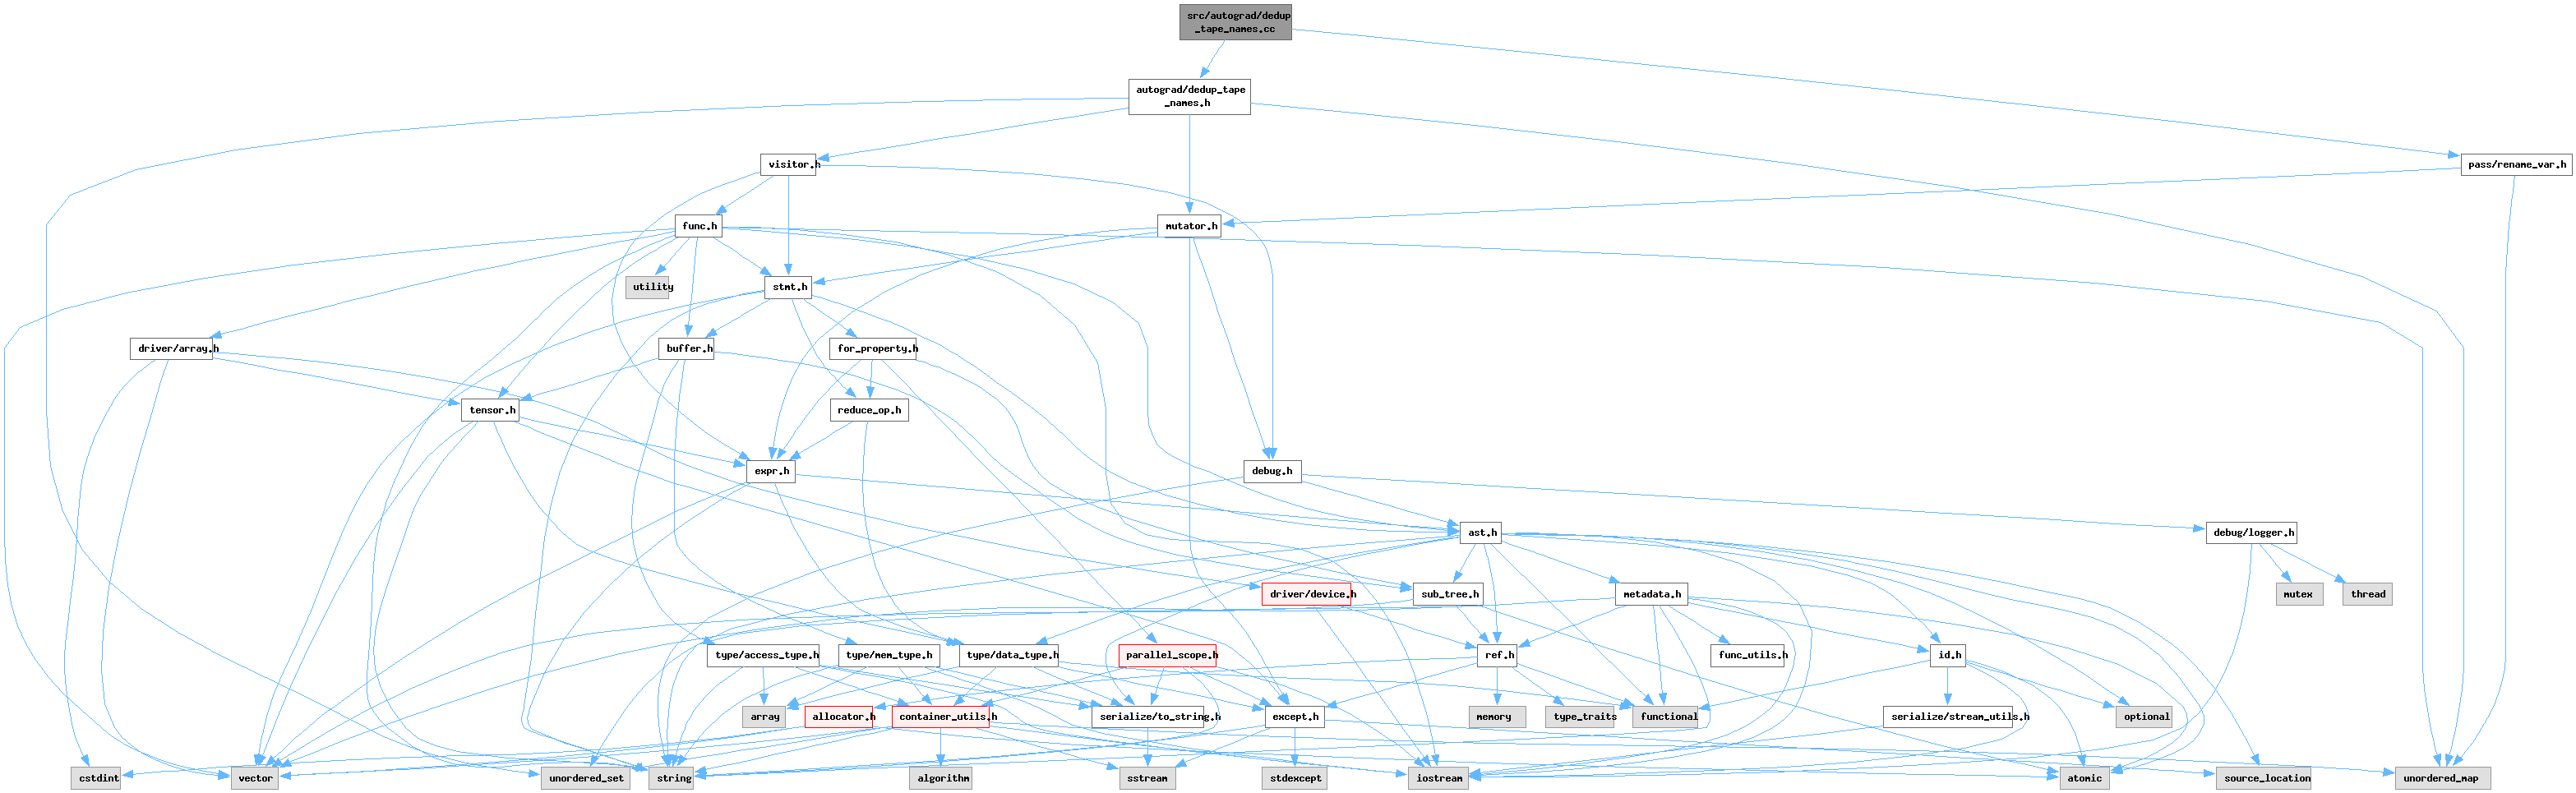 src/autograd/dedup
_tape_names.cc
autograd/dedup_tape
_names.h
visitor.h
pass/rename_var.h
func.h
mutator.h
utility
stmt.h
driver/array.h
buffer.h
for_property.h
tensor.h
reduce_op.h
expr.h
debug.h
ast.h
debug/logger.h
driver/device.h
sub_tree.h
metadata.h
mutex
thread
type/access_type.h
type/mem_type.h
type/data_type.h
parallel_scope.h
ref.h
func_utils.h
id.h
array
allocator.h
container_utils.h
serialize/to_string.h
except.h
memory
type_traits
functional
serialize/stream_utils.h
optional
cstdint
vector
unordered_set
string
algorithm
sstream
stdexcept
iostream
unordered_map
atomic
source_location